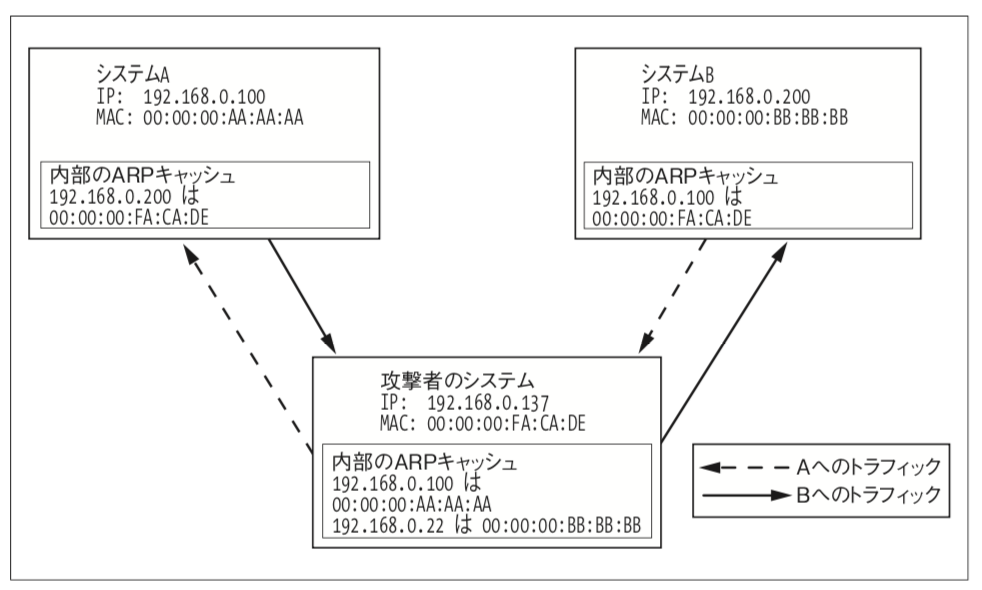 システムA
IP: 192.168.0.100
MAC: 00:00:00:AA:AA:AA
内部のARPキャッシュ
192.168.0.200 は
00:00:00:FA:CA:DE
システムB
IP: 192.168.0.200
MAC: 00:00:00:BB:BB:BB
内部のARPキャッシュ
192.168.0.100 は
00:00:00:FA:CA:DE
攻撃者のシステム
IP: 192.168.0.137
MAC: 00:00:00:FA:CA:DE
内部のARPキャッシュ
192.168.0.100 は
00:00:00:AA:AA:AA
192.168.0.22 は 00:00:00:BB:BB:BB
Aへのトラフィック
Bへのトラフィック